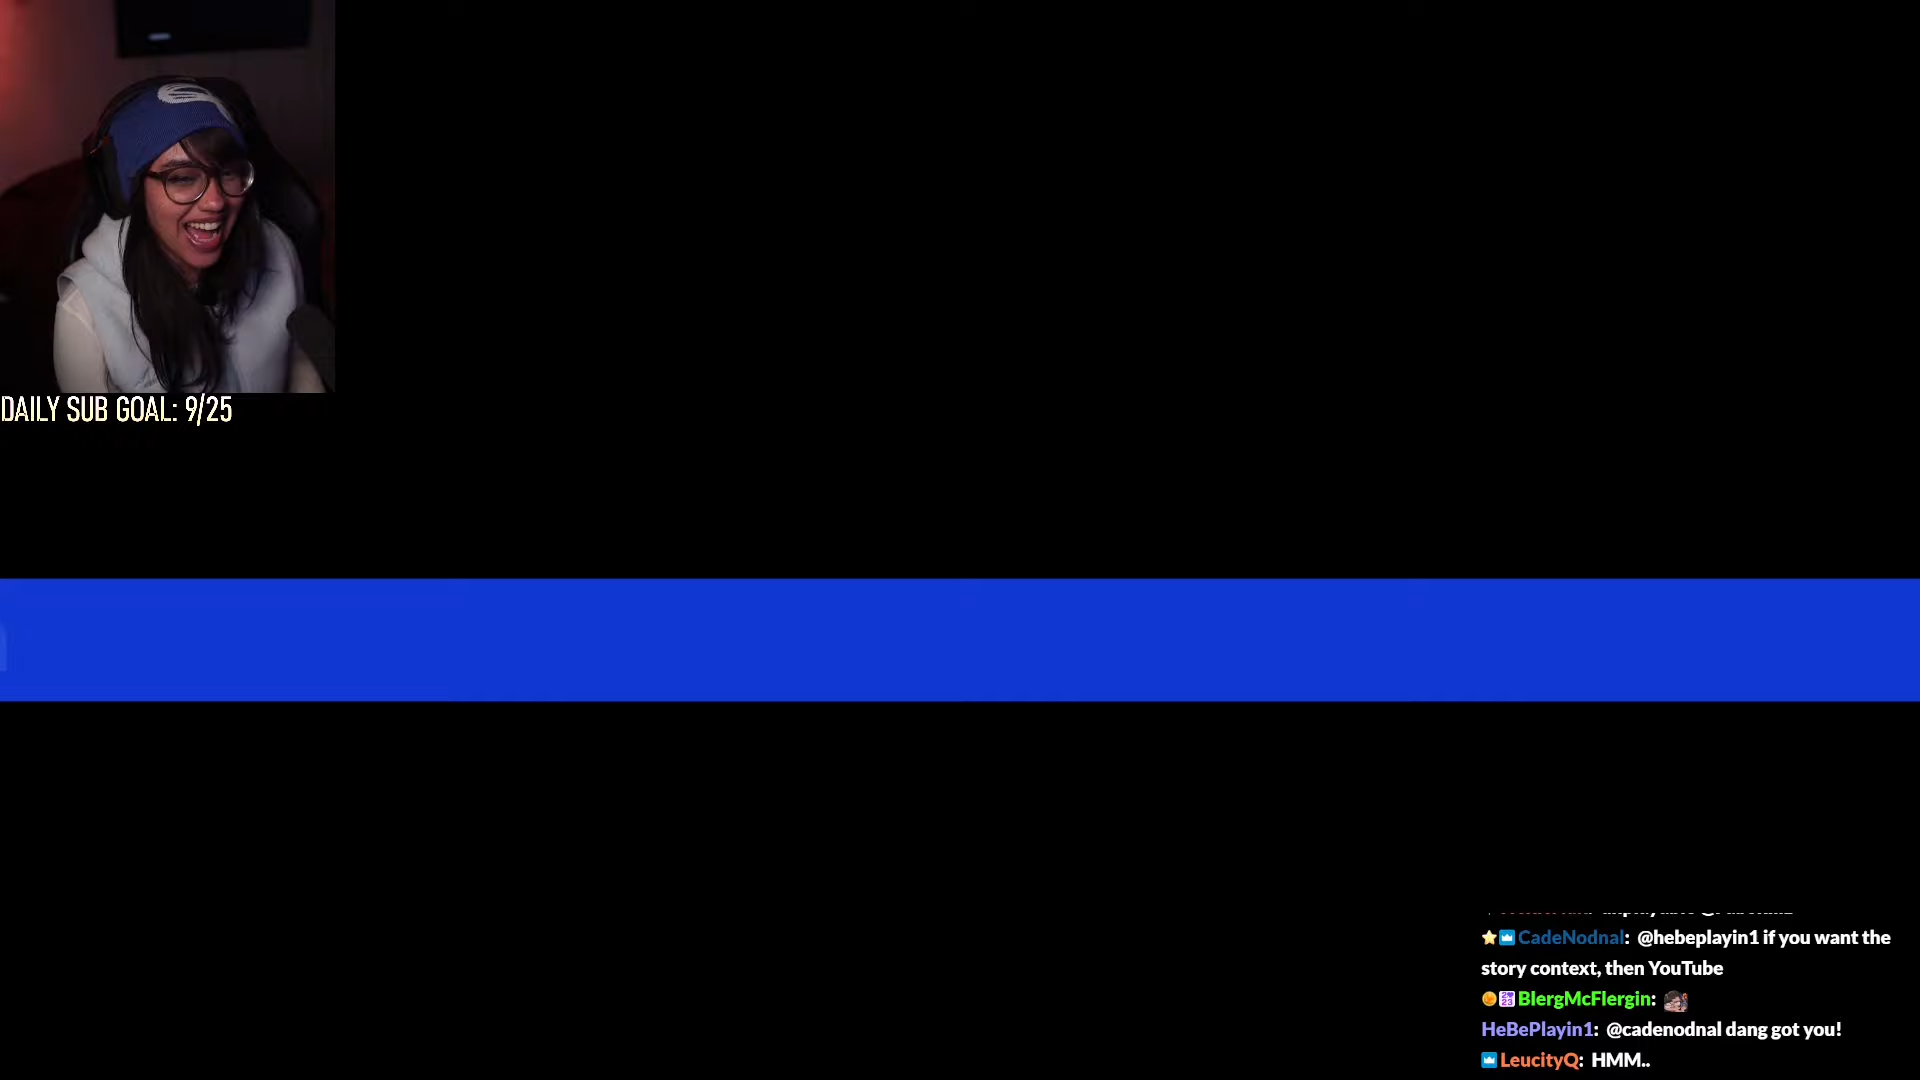 DAILY SUB GOAL: 9/25
CadeNodnal: @hebeplayin1 if you want the
story context, then YouTube
BlergMcFlergin:
HeBePlayin1: @cadenodnal dang got you!
LeucityQ: HMM..